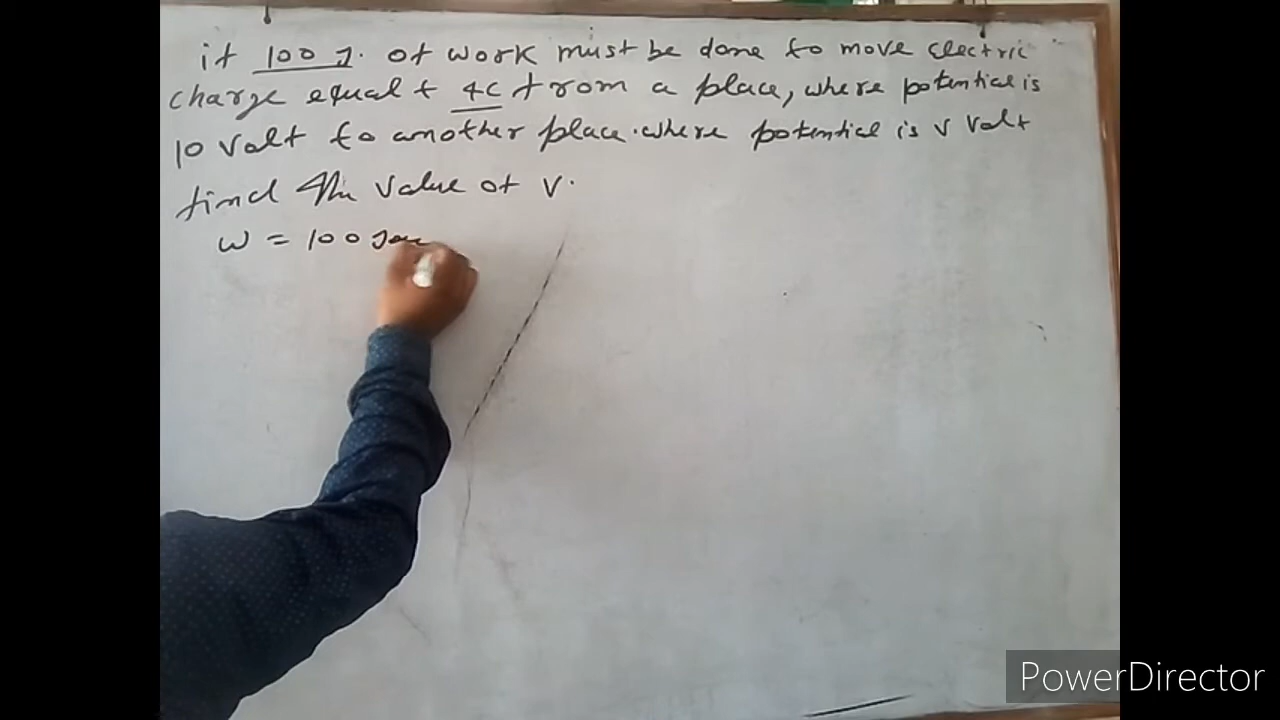 if 100 J. of work must be done to move electric
charge equal t 4C from a place, where potential is
10 volt to another place. where potential is v volt
find the value of v.
w = 100 Jou
PowerDirector